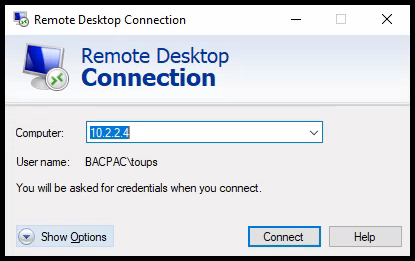 Remote Desktop Connection
Remote Desktop
Connection
Computer: 10.2.2.4
User name: BACPAC\toups
You will be asked for credentials when you connect.
Show Options Connect Help